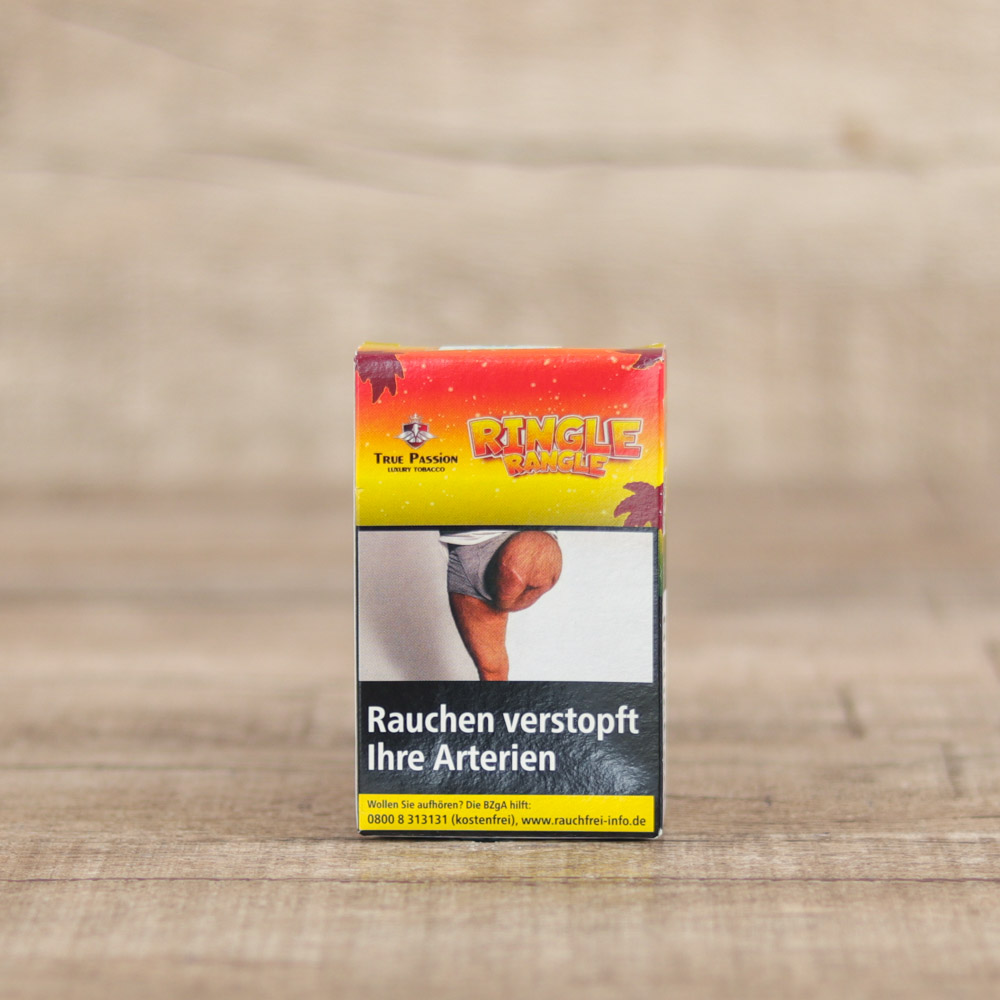 TRUE PASSION
LUXURY TOBACCO
RINGLE
RANGLE
Rauchen verstopft
Ihre Arterien
Wollen Sie aufhören? Die BZgA hilft:
0800 8 313131 (kostenfrei), www.rauchfrei-info.de